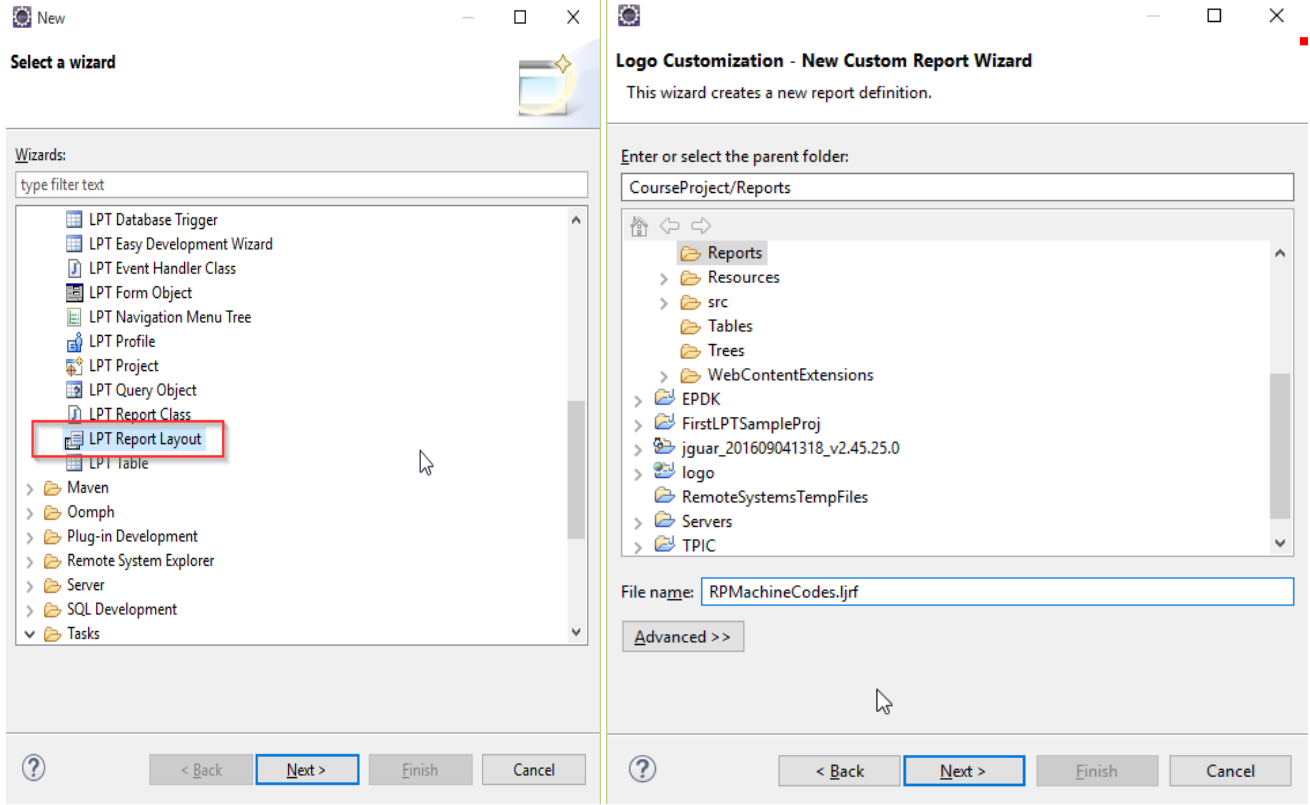 New
Select a wizard
Wizards:
type filter text
LPT Database Trigger
LPT Easy Development Wizard
LPT Event Handler Class
LPT Form Object
LPT Navigation Menu Tree
LPT Profile
LPT Project
LPT Query Object
LPT Report Class
LPT Report Layout
LPT Table
Maven
Oomph
Plug-in Development
Remote System Explorer
Server
SQL Development
Tasks
< Back
Next >
Finish
Cancel
Logo Customization - New Custom Report Wizard
This wizard creates a new report definition.
Enter or select the parent folder:
CourseProject/Reports
Reports
Resources
src
Tables
Trees
WebContentExtensions
EPDK
FirstLPTSampleProj
jguar_201609041318_v2.45.25.0
logo
RemoteSystemsTempFiles
Servers
TPIC
File name: RPMachineCodes.ljrf
Advanced >>
< Back
Next >
Finish
Cancel